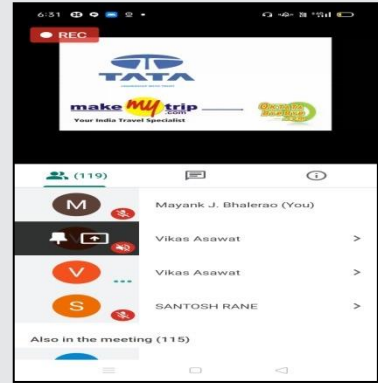 6:31
REC
TATA
make my trip
.com
Your India Travel Specialist
(119)
M
Mayank J. Bhalerao (You)
Vikas Asawat
V
Vikas Asawat
S
SANTOSH RANE
Also in the meeting (115)